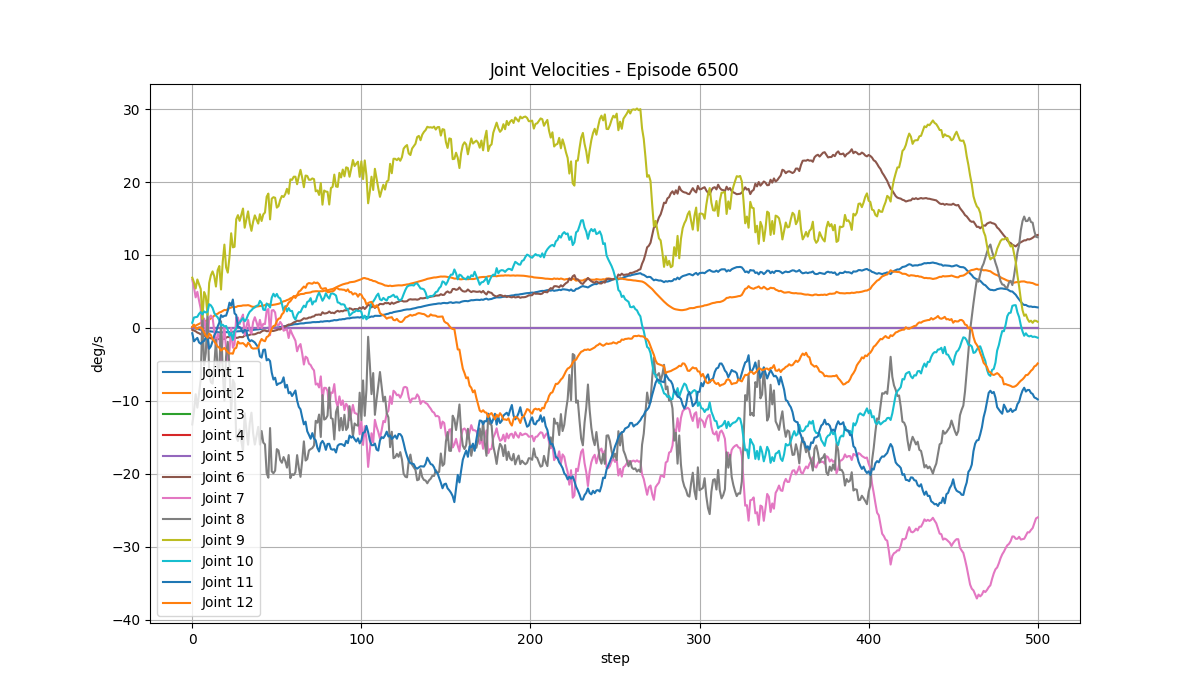 Joint Velocities - Episode 6500
deg/s
30
20
10
0
−10
−20
−30
−40
Joint 1
Joint 2
Joint 3
Joint 4
Joint 5
Joint 6
Joint 7
Joint 8
Joint 9
Joint 10
Joint 11
Joint 12
0 100 200 300 400 500
step